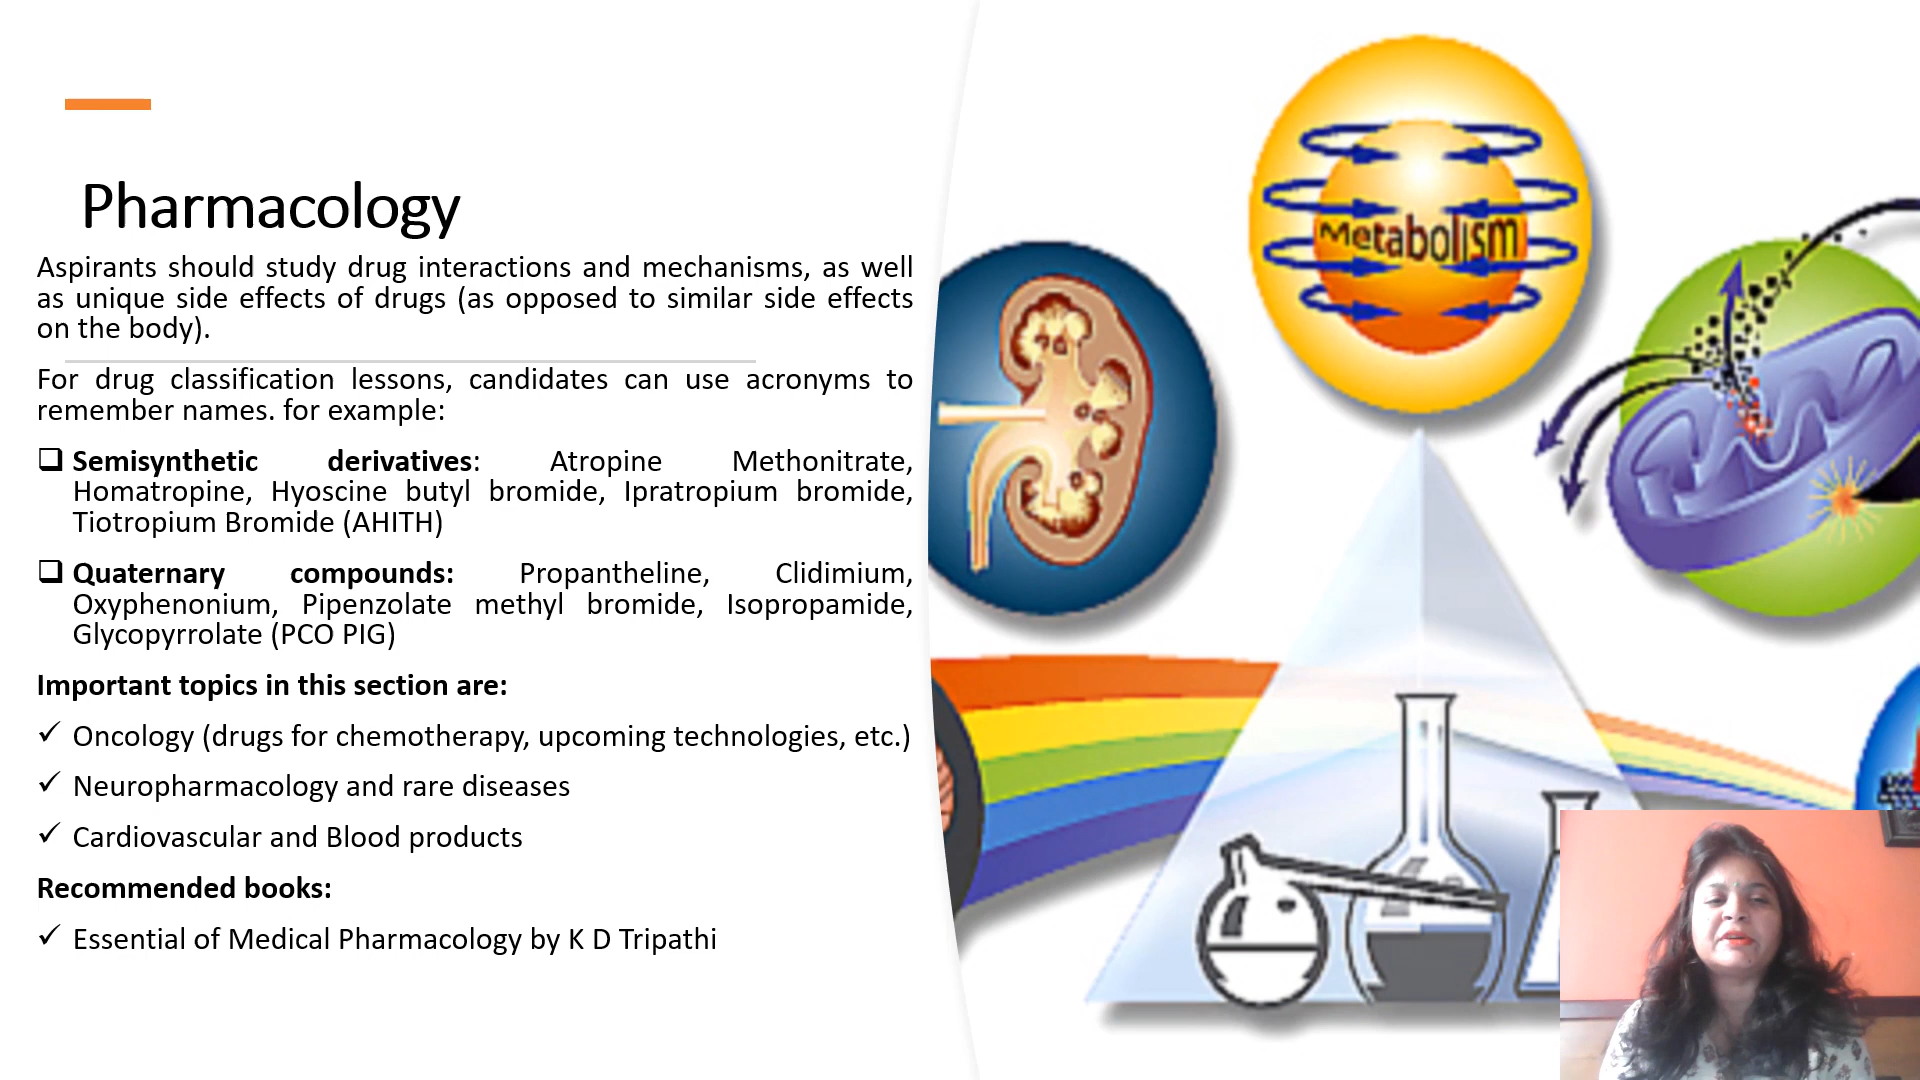 Pharmacology
Aspirants should study drug interactions and mechanisms, as well
as unique side effects of drugs (as opposed to similar side effects
on the body).
For drug classification lessons, candidates can use acronyms to
remember names. for example:
Semisynthetic derivatives: Atropine Methonitrate,
Homatropine, Hyoscine butyl bromide, Ipratropium bromide,
Tiotropium Bromide (AHITH)
Quaternary compounds: Propantheline, Clidimium,
Oxyphenonium, Pipenzolate methyl bromide, Isopropamide,
Glycopyrrolate (PCO PIG)
Important topics in this section are:
Oncology (drugs for chemotherapy, upcoming technologies, etc.)
Neuropharmacology and rare diseases
Cardiovascular and Blood products
Recommended books:
Essential of Medical Pharmacology by K D Tripathi
Metabolism